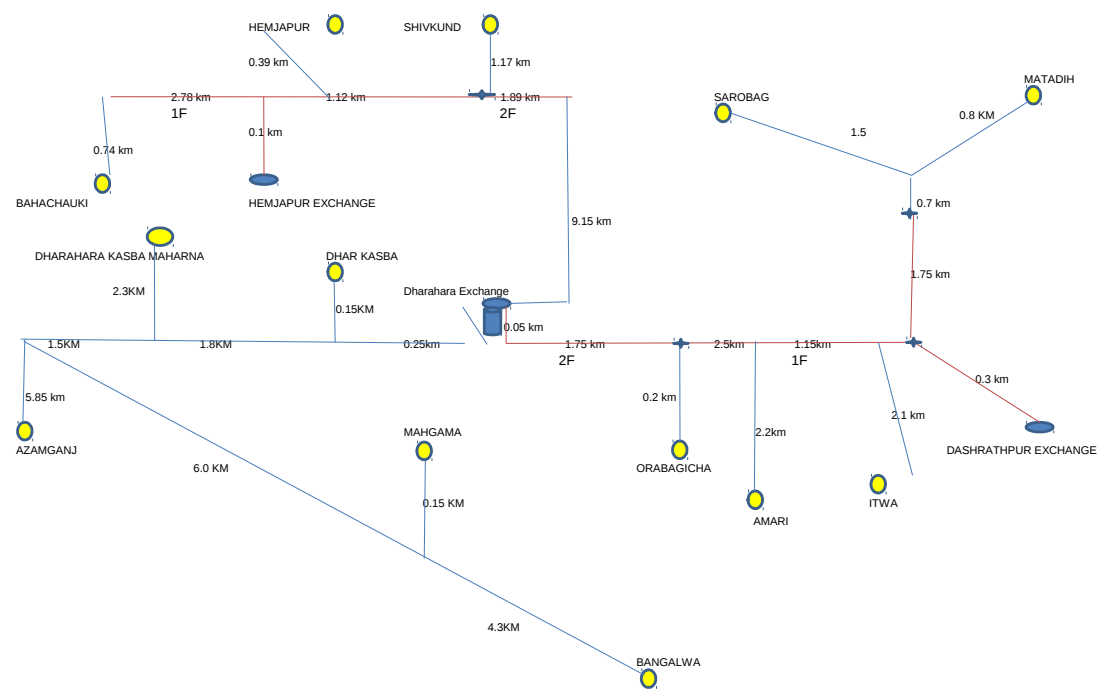 HEMJAPUR
SHIVKUND
0.39 km
1.17 km
MATADIH
SAROBAG
2.78 km
1.12 km
1.89 km
1F
2F
0.8 KM
0.1 km
1.5
0.74 km
BAHACHAUKI
HEMJAPUR EXCHANGE
0.7 km
9.15 km
DHARAHARA KASBA MAHARNA
DHAR KASBA
1.75 km
2.3KM
Dharahara Exchange
0.15KM
0.05 km
1.5KM
1.8KM
0.25km
1.75 km
2.5km
1.15km
2F
1F
0.3 km
5.85 km
0.2 km
2.1 km
MAHGAMA
2.2km
AZAMGANJ
DASHRATHPUR EXCHANGE
6.0 KM
ORABAGICHA
0.15 KM
ITWA
AMARI
4.3KM
BANGALWA